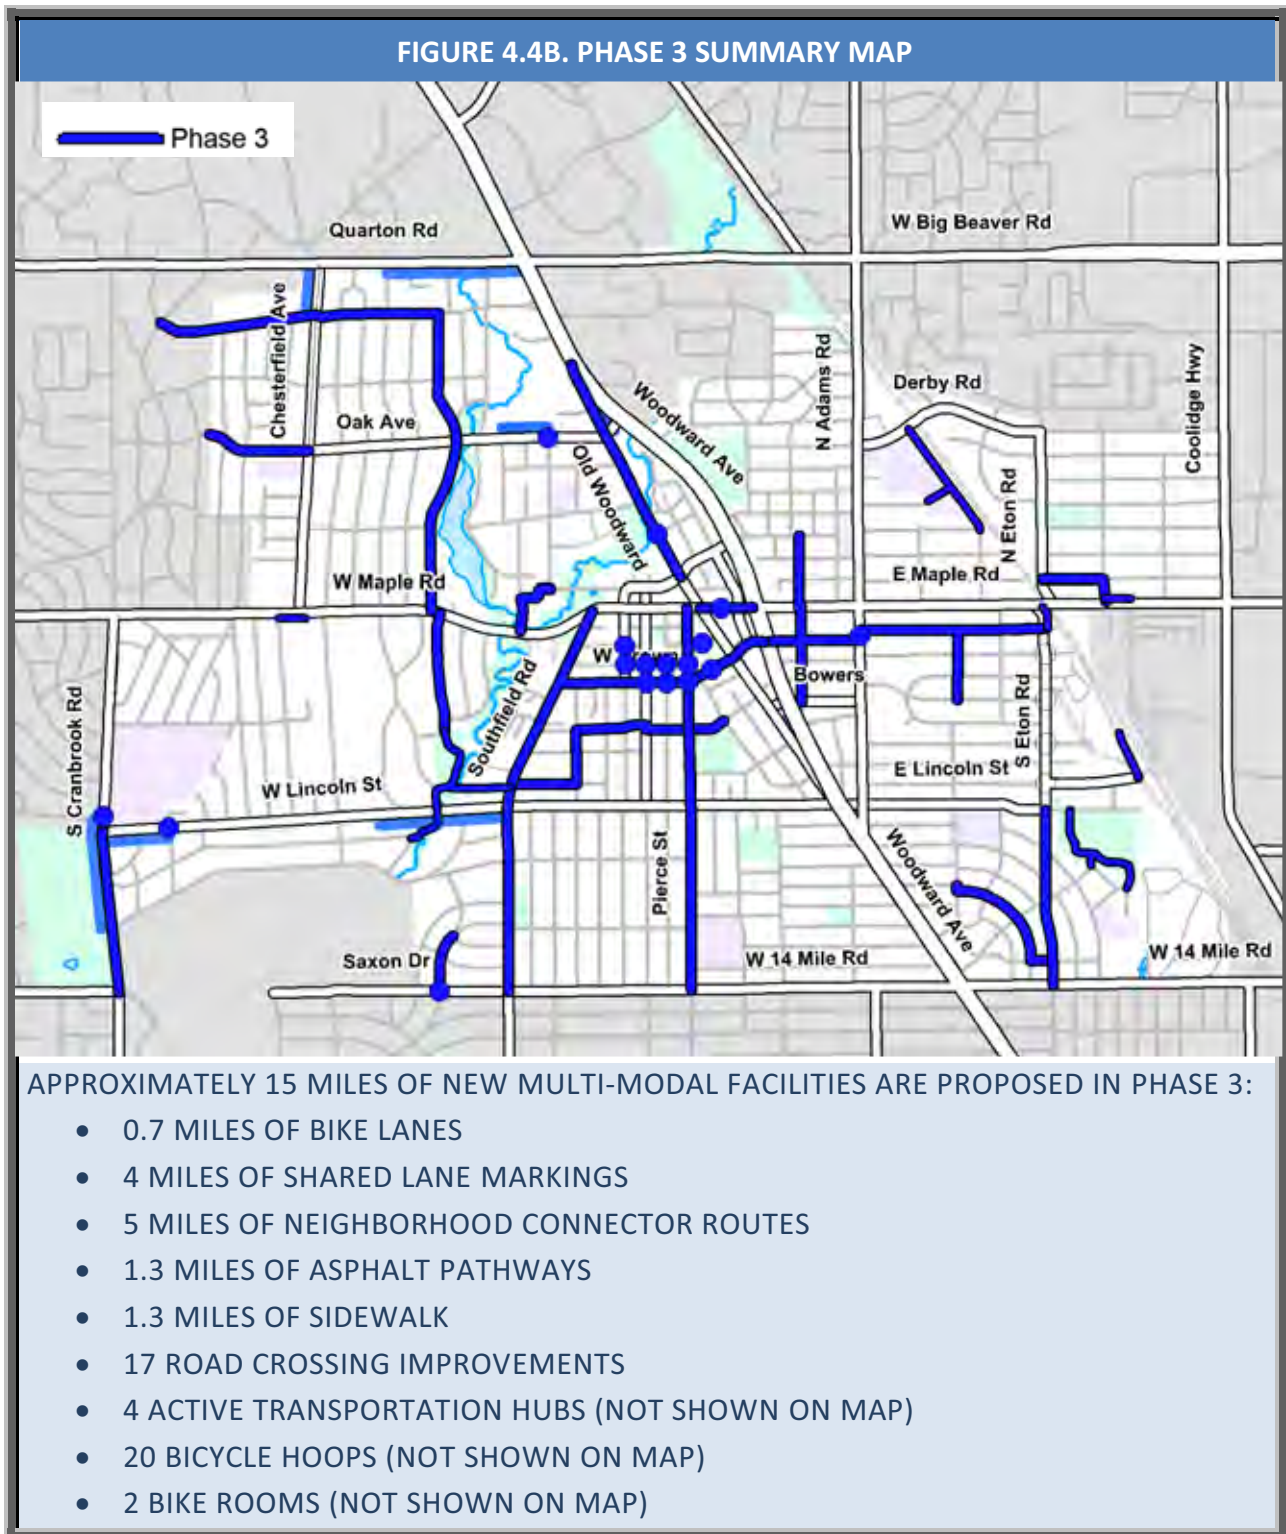 FIGURE 4.4B. PHASE 3 SUMMARY MAP
Phase 3
Quarton Rd
W Big Beaver Rd
Chesterfield Ave
N Adams Rd
Coolidge Hwy
Woodward Ave
Derby Rd
Oak Ave
Old Woodward
N Eton Rd
W Maple Rd
E Maple Rd
Bowers
S Cranbrook Rd
Southfield Rd
S Eton Rd
W Lincoln St
E Lincoln St
Pierce St
Woodward Ave
Saxon Dr
W 14 Mile Rd
W 14 Mile Rd
APPROXIMATELY 15 MILES OF NEW MULTI-MODAL FACILITIES ARE PROPOSED IN PHASE 3:
• 0.7 MILES OF BIKE LANES
• 4 MILES OF SHARED LANE MARKINGS
• 5 MILES OF NEIGHBORHOOD CONNECTOR ROUTES
• 1.3 MILES OF ASPHALT PATHWAYS
• 1.3 MILES OF SIDEWALK
• 17 ROAD CROSSING IMPROVEMENTS
• 4 ACTIVE TRANSPORTATION HUBS (NOT SHOWN ON MAP)
• 20 BICYCLE HOOPS (NOT SHOWN ON MAP)
• 2 BIKE ROOMS (NOT SHOWN ON MAP)